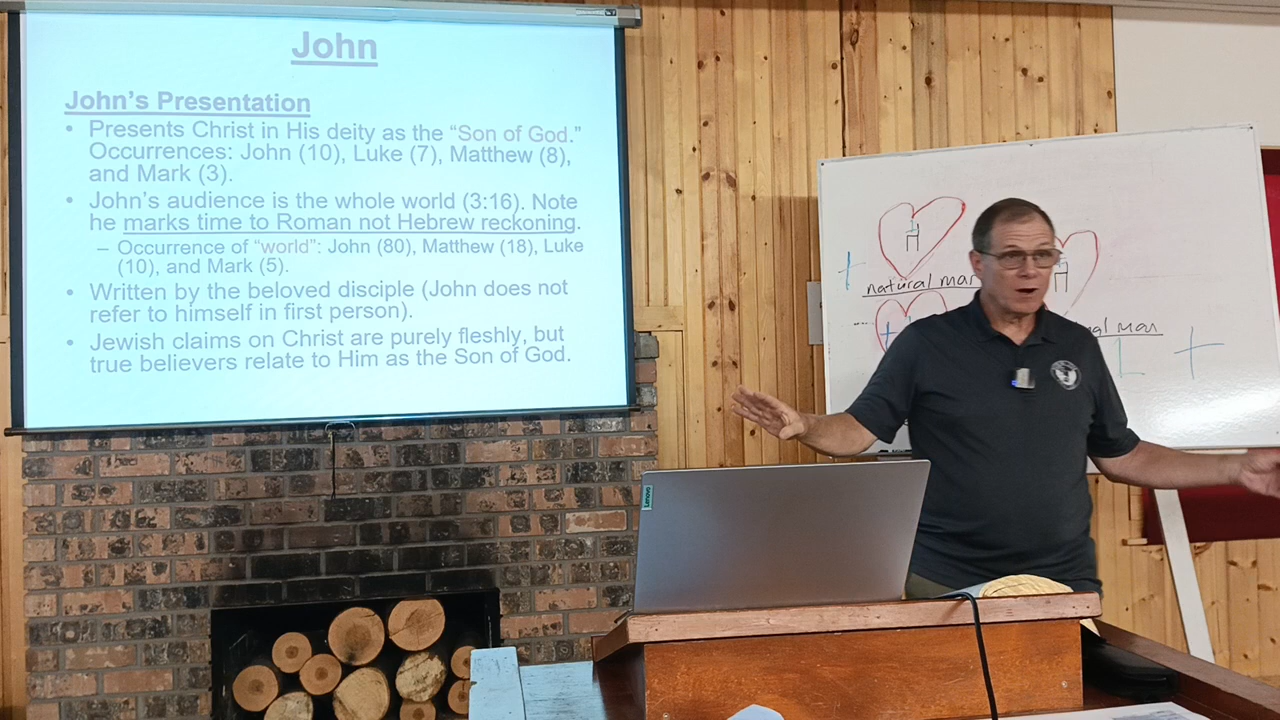 John
John’s Presentation
• Presents Christ in His deity as the “Son of God.”
Occurrences: John (10), Luke (7), Matthew (8),
and Mark (3).
• John’s audience is the whole world (3:16). Note
he marks time to Roman not Hebrew reckoning.
– Occurrence of “world”: John (80), Matthew (18), Luke
(10), and Mark (5).
• Written by the beloved disciple (John does not
refer to himself in first person).
• Jewish claims on Christ are purely fleshly, but
true believers relate to Him as the Son of God.
natural man
man
Lenovo